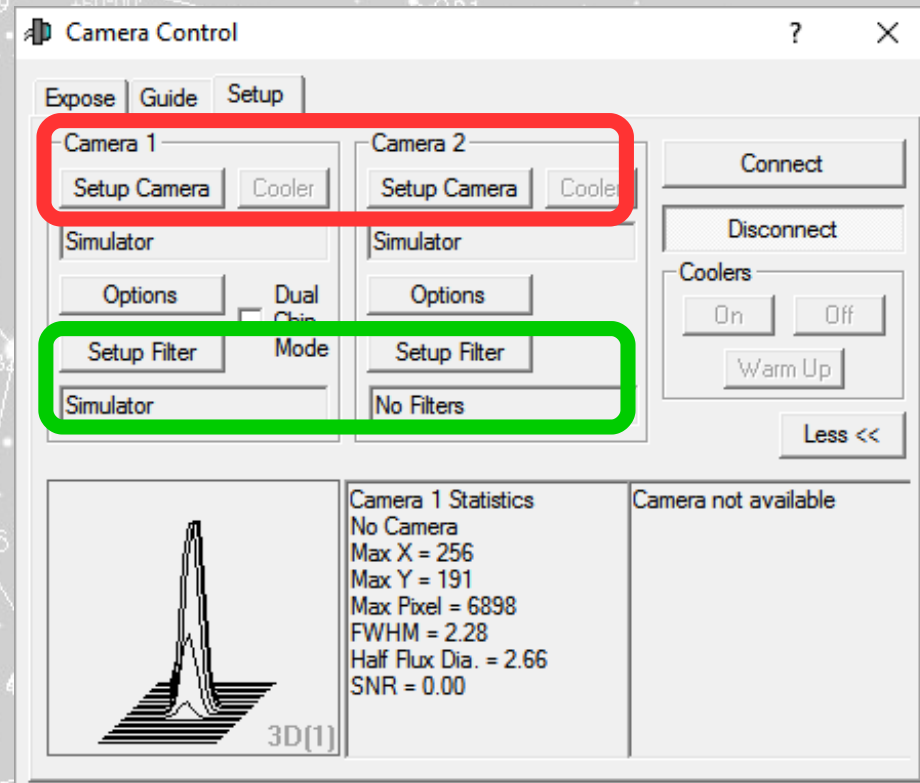 Camera Control
?
Expose Guide Setup
Camera 1
Setup Camera Cooler
Simulator
Options
Dual
Chip
Mode
Setup Filter
Simulator
Camera 2
Setup Camera Cooler
Simulator
Options
Setup Filter
No Filters
Connect
Disconnect
Coolers
On Off
Warm Up
Less <<
3D(1)
Camera 1 Statistics
No Camera
Max X = 256
Max Y = 191
Max Pixel = 6898
FWHM = 2.28
Half Flux Dia. = 2.66
SNR = 0.00
Camera not available